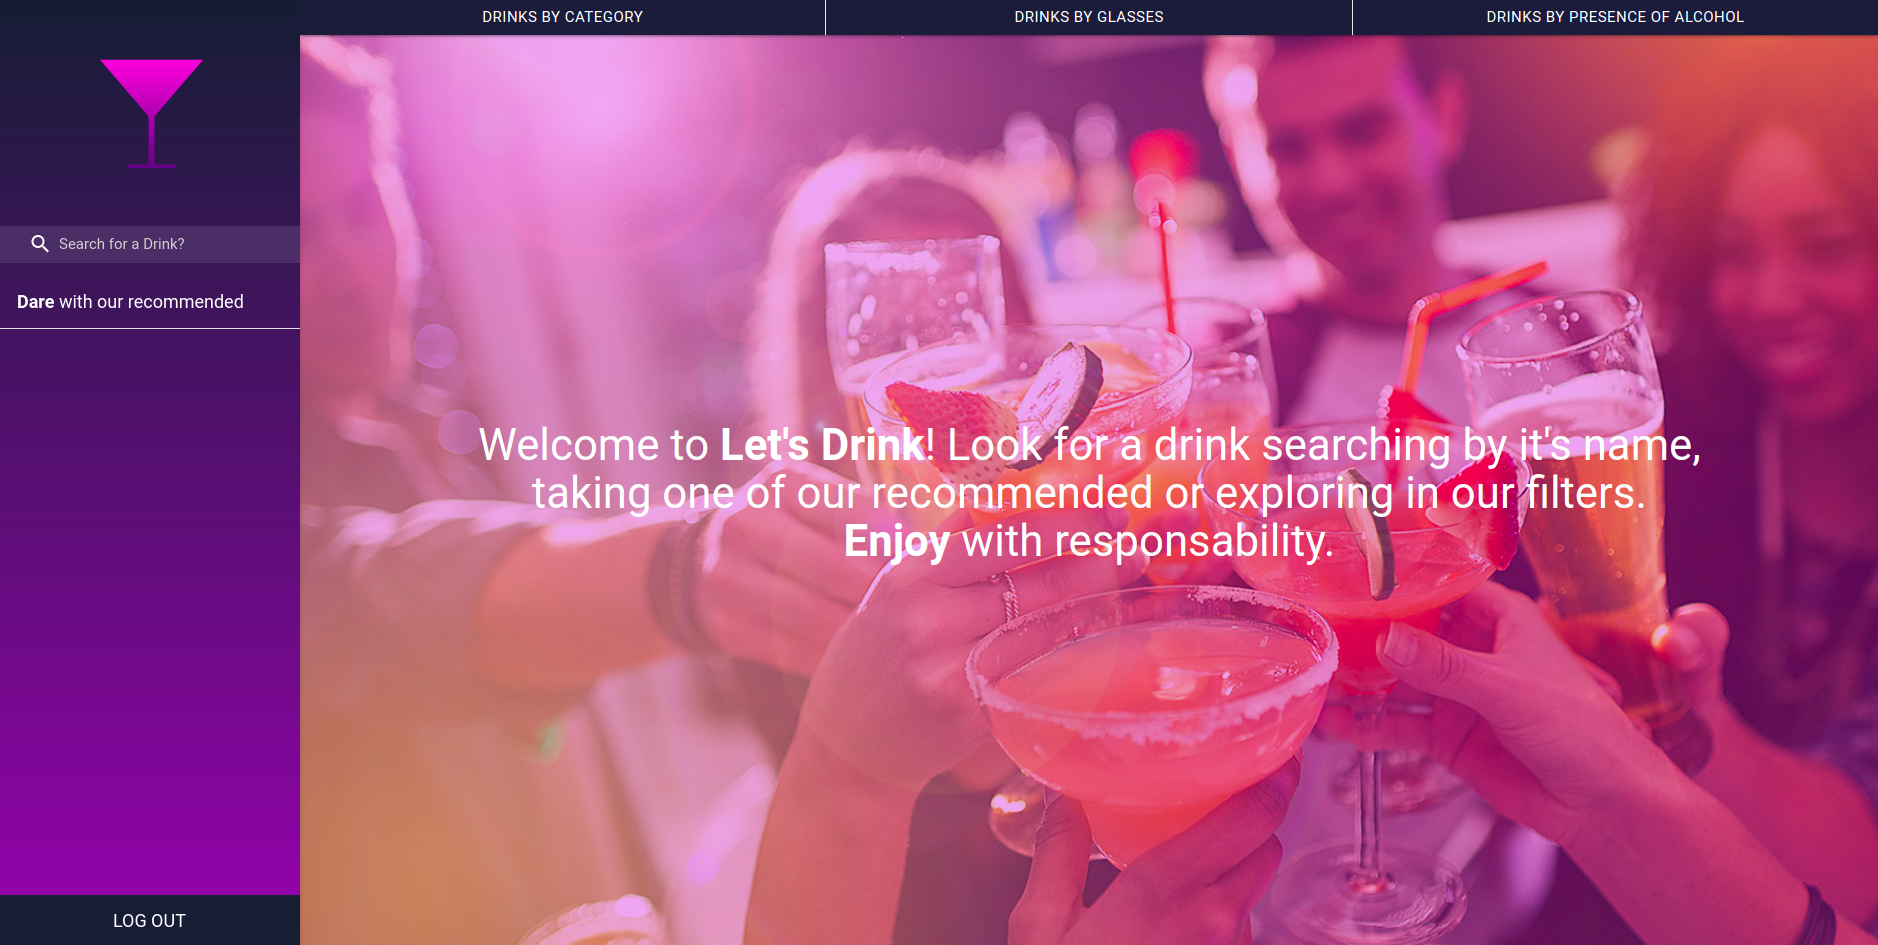 DRINKS BY CATEGORY
DRINKS BY GLASSES
DRINKS BY PRESENCE OF ALCOHOL
Search for a Drink?
Dare with our recommended
Welcome to Let's Drink! Look for a drink searching by it's name,
taking one of our recommended or exploring in our filters.
Enjoy with responsability.
LOG OUT